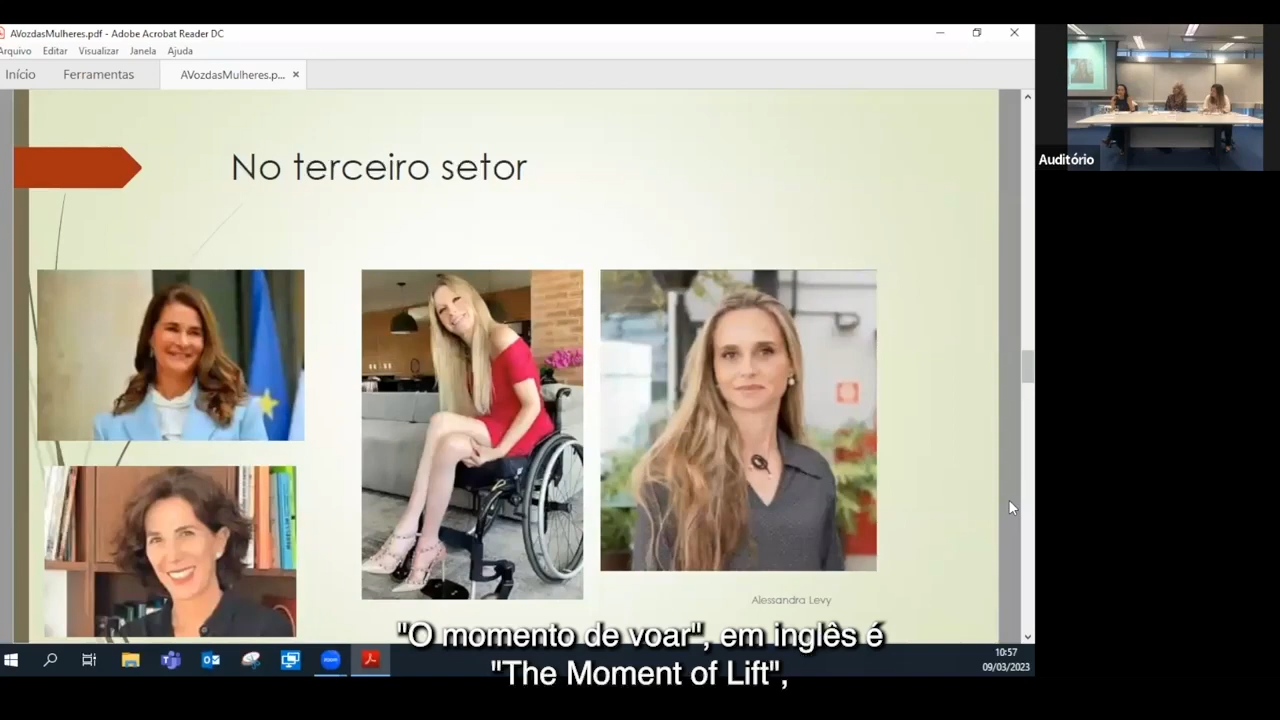 AVozdasMulheres.pdf - Adobe Acrobat Reader DC
Arquivo Editar Visualizar Janela Ajuda
Início Ferramentas AVozdasMulheres.p... ×
No terceiro setor
Auditório
Alessandra Levy
"O momento de voar", em inglês é
"The Moment of Lift",
10:57
09/03/2023